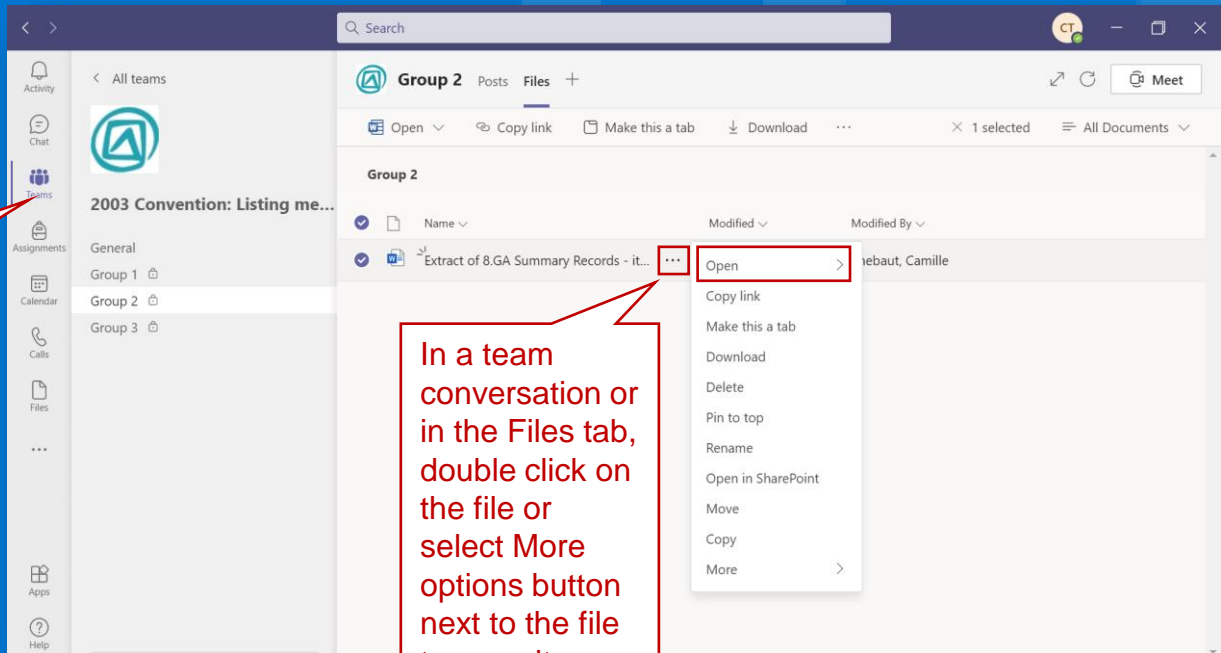 Search
CT
Activity
Chat
Teams
Assignments
Calendar
Calls
Files
Apps
Help
All teams
2003 Convention: Listing me...
General
Group 1
Group 2
Group 3
Group 2 Posts Files
Meet
Open Copy link Make this a tab Download ... 1 selected All Documents
Group 2
Name Modified Modified By
Extract of 8.GA Summary Records - it... ... nebaut, Camille
Open
Copy link
Make this a tab
Download
Delete
Pin to top
Rename
Open in SharePoint
Move
Copy
More
In a team
conversation or
in the Files tab,
double click on
the file or
select More
options button
next to the file